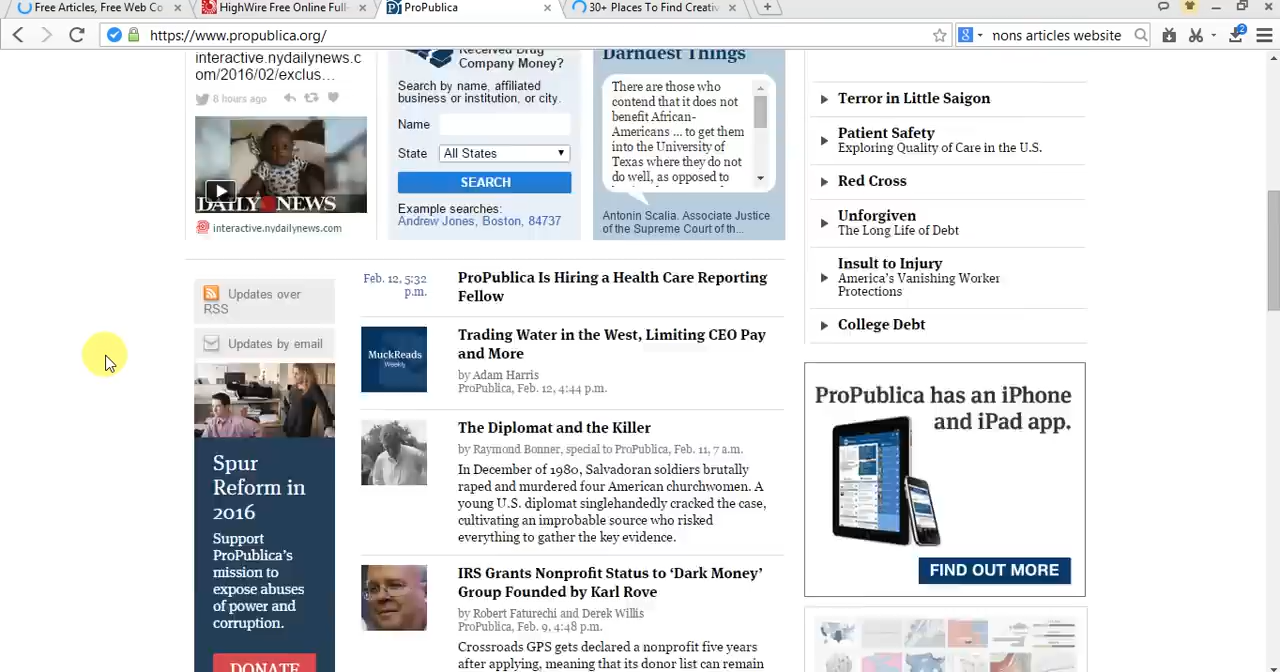 Free Articles, Free Web Co
HighWire Free Online Full-
ProPublica
30+ Places To Find Creativ
https://www.propublica.org/
nons articles website
2
interactive.nydailynews.c
om/2016/02/exclus...
8 hours ago
DAILY NEWS
interactive.nydailynews.com
Received Drug
Company Money?
Search by name, affiliated
business or institution, or city.
Name
State All States
SEARCH
Example searches:
Andrew Jones, Boston, 84737
Darndest Things
There are those who
contend that it does not
benefit African-
Americans ... to get them
into the University of
Texas where they do not
do well, as opposed to
Antonin Scalia. Associate Justice
of the Supreme Court of th...
Terror in Little Saigon
Patient Safety
Exploring Quality of Care in the U.S.
Red Cross
Unforgiven
The Long Life of Debt
Insult to Injury
America's Vanishing Worker
Protections
College Debt
Updates over
RSS
Updates by email
Spur
Reform in
2016
Support
ProPublica's
mission to
expose abuses
of power and
corruption.
DONATE
Feb. 12, 5:32
p.m.
ProPublica Is Hiring a Health Care Reporting
Fellow
MuckReads
Weekly
Trading Water in the West, Limiting CEO Pay
and More
by Adam Harris
ProPublica, Feb. 12, 4:44 p.m.
The Diplomat and the Killer
by Raymond Bonner, special to ProPublica, Feb. 11, 7 a.m.
In December of 1980, Salvadoran soldiers brutally
raped and murdered four American churchwomen. A
young U.S. diplomat singlehandedly cracked the case,
cultivating an improbable source who risked
everything to gather the key evidence.
IRS Grants Nonprofit Status to 'Dark Money'
Group Founded by Karl Rove
by Robert Faturechi and Derek Willis
ProPublica, Feb. 9, 4:48 p.m.
Crossroads GPS gets declared a nonprofit five years
after applying, meaning that its donor list can remain
ProPublica has an iPhone
and iPad app.
FIND OUT MORE